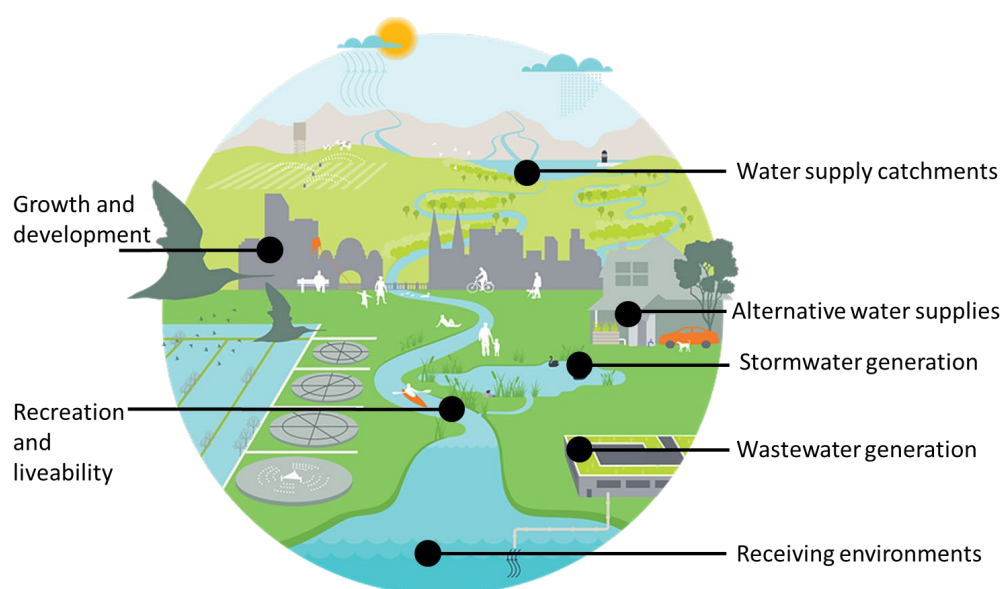 Water supply catchments
Growth and
development
Alternative water supplies
Stormwater generation
Recreation
and
liveability
Wastewater generation
Receiving environments